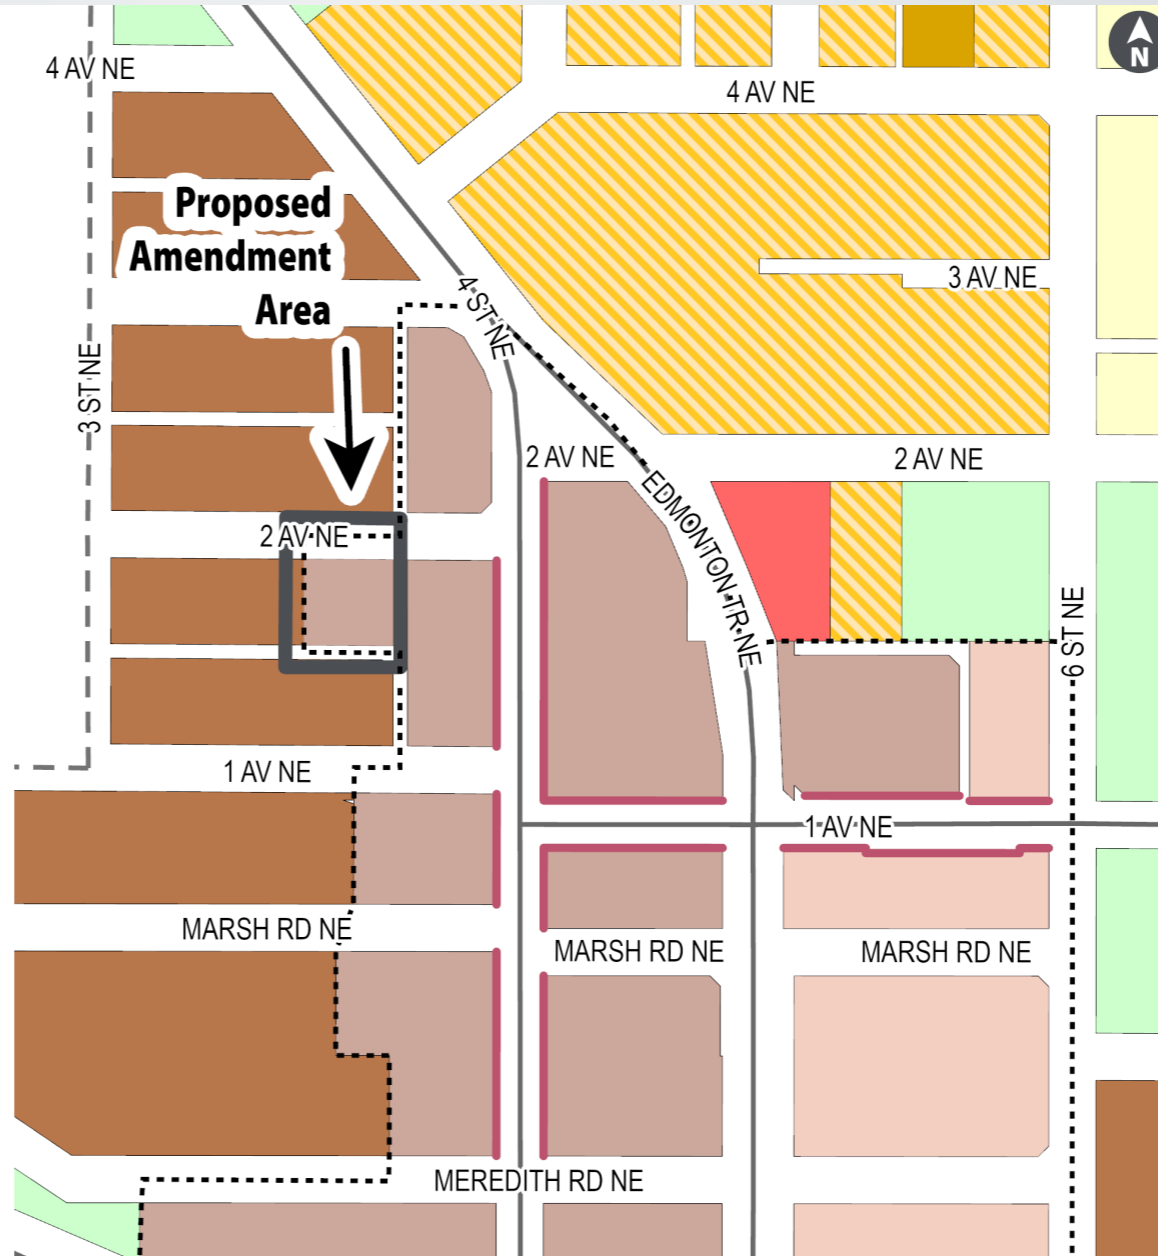 N
4 AV NE
4 AV NE
Proposed
Amendment
Area
3 AV NE
4 ST NE
3 ST NE
2 AV NE
2 AV NE
EDMONTON TR NE
2 AV NE
6 ST NE
1 AV NE
1 AV NE
MARSH RD NE
MARSH RD NE
MARSH RD NE
MEREDITH RD NE